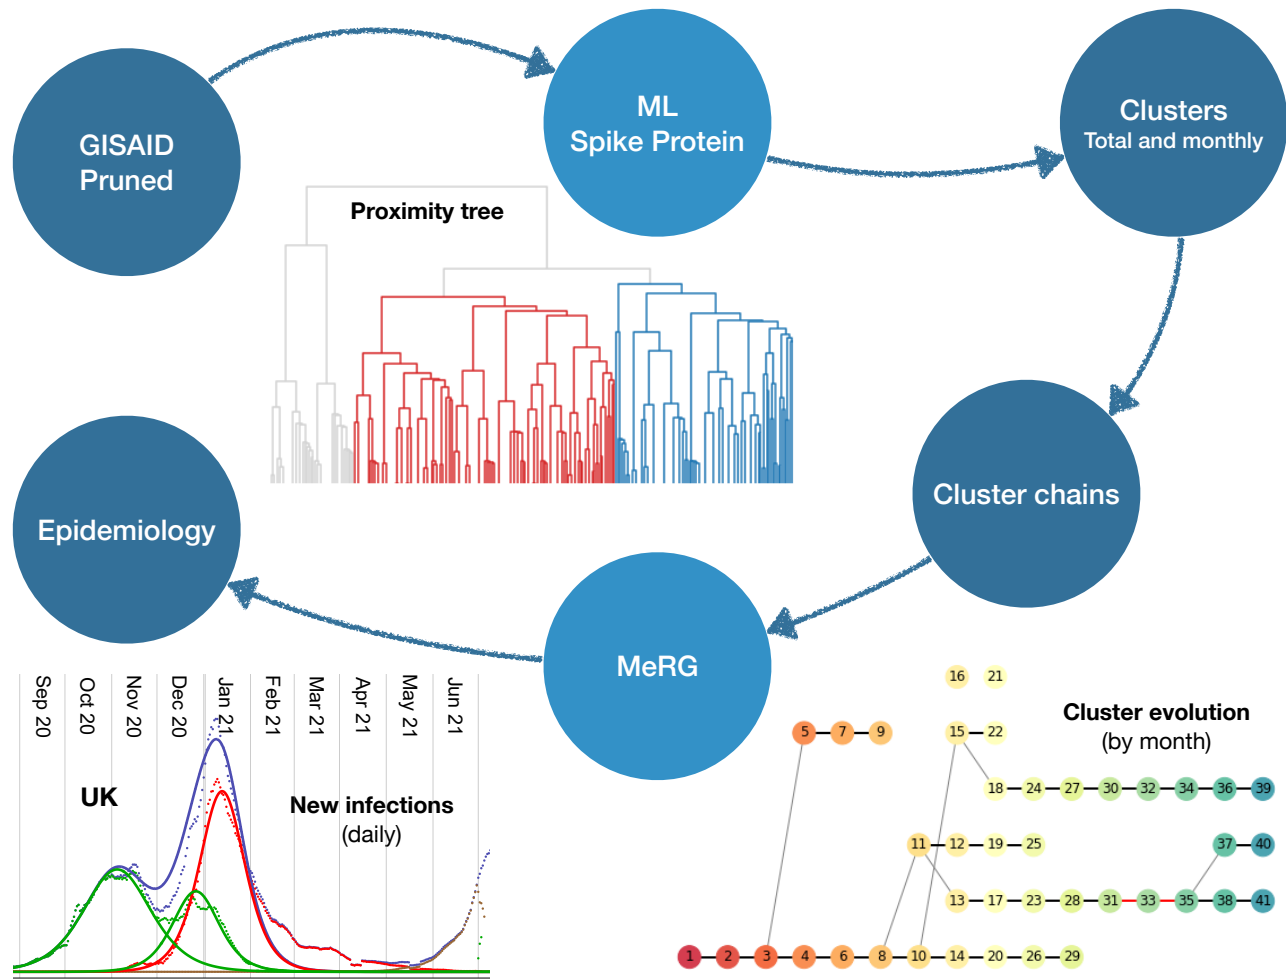 GISAID
Pruned
ML
Spike Protein
Clusters
Total and monthly
Proximity tree
Cluster chains
Epidemiology
MeRG
Sep 20
Oct 20
Nov 20
Dec 20
Jan 21
Feb 21
Mar 21
Apr 21
May 21
Jun 21
UK
New infections
(daily)
Cluster evolution
(by month)
16 21
5 7 9 15 22
18 24 27 30 32 34 36 39
11 12 19 25 37 40
13 17 23 28 31 33 35 38 41
1 2 3 4 6 8 10 14 20 26 29